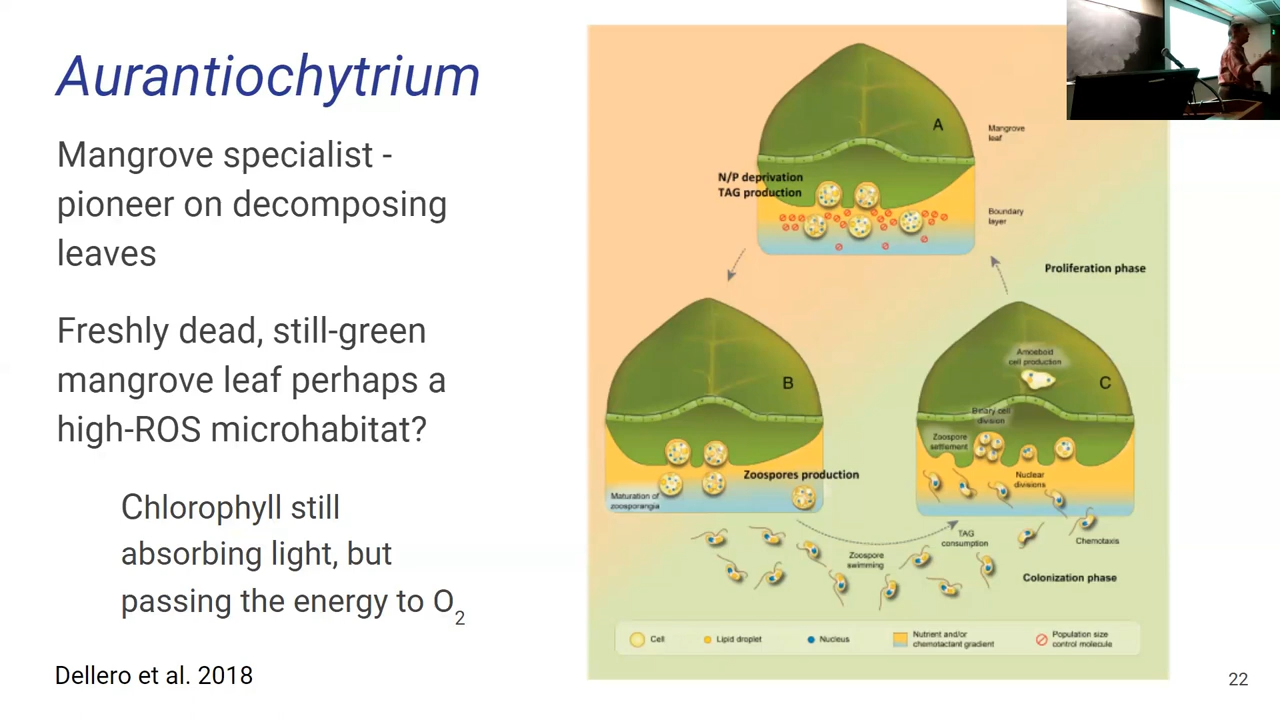 Aurantiochytrium
Mangrove specialist -
pioneer on decomposing
leaves
Freshly dead, still-green
mangrove leaf perhaps a
high-ROS microhabitat?
Chlorophyll still
absorbing light, but
passing the energy to O2
Dellero et al. 2018
A
Mangrove
leaf
N/P deprivation
TAG production
Boundary
layer
Proliferation phase
B
Zoospores production
Maturation of
zoosporangia
Amoeboid
cell production
C
Binary cell
division
Zoospore
settlement
Nuclear
divisions
Zoospore
swimming
TAG
consumption
Chemotaxis
Colonization phase
Cell
Lipid droplet
Nucleus
Nutrient and/or
chemotactant gradient
Population size
control molecule
22